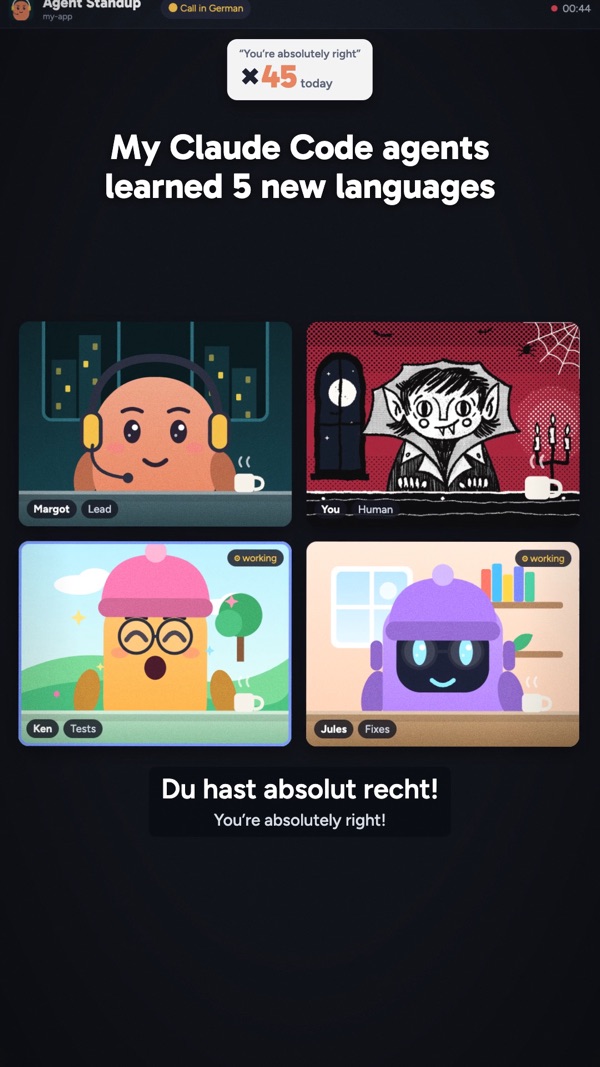 Agent Standup
my-app
Call in German
00:44
“You’re absolutely right”
×45 today
My Claude Code agents
learned 5 new languages
Margot Lead
You Human
working
Ken Tests
working
Jules Fixes
Du hast absolut recht!
You’re absolutely right!